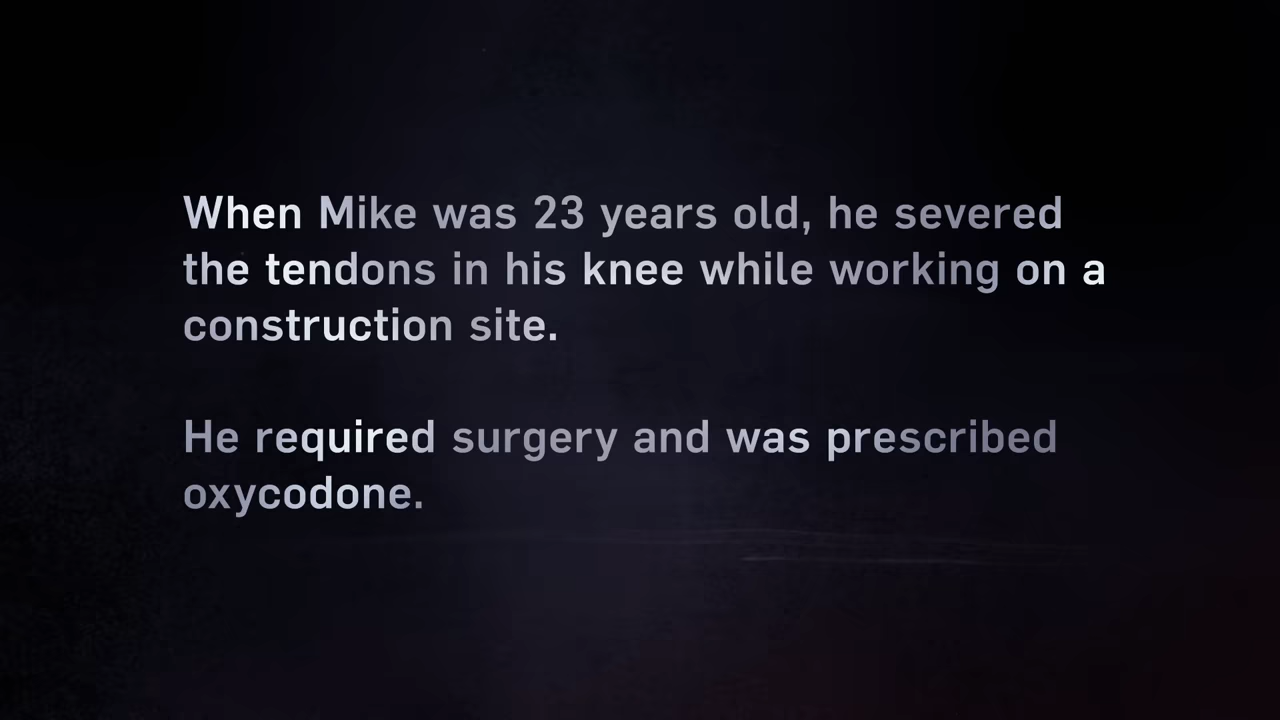 When Mike was 23 years old, he severed
the tendons in his knee while working on a
construction site.
He required surgery and was prescribed
oxycodone.